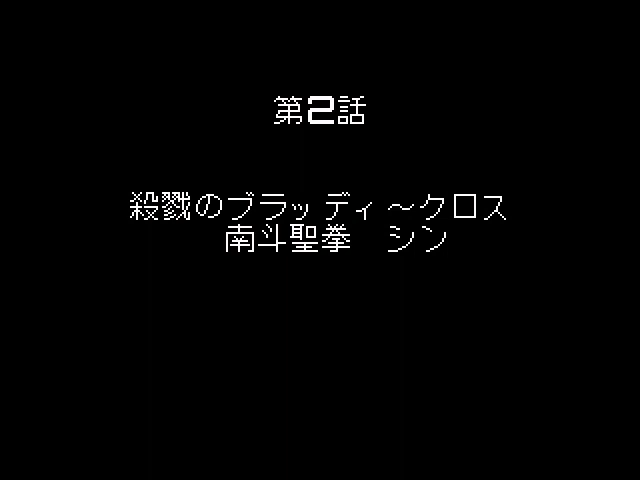 第2話
殺戮のブラッディ～クロス
南斗聖拳　シン